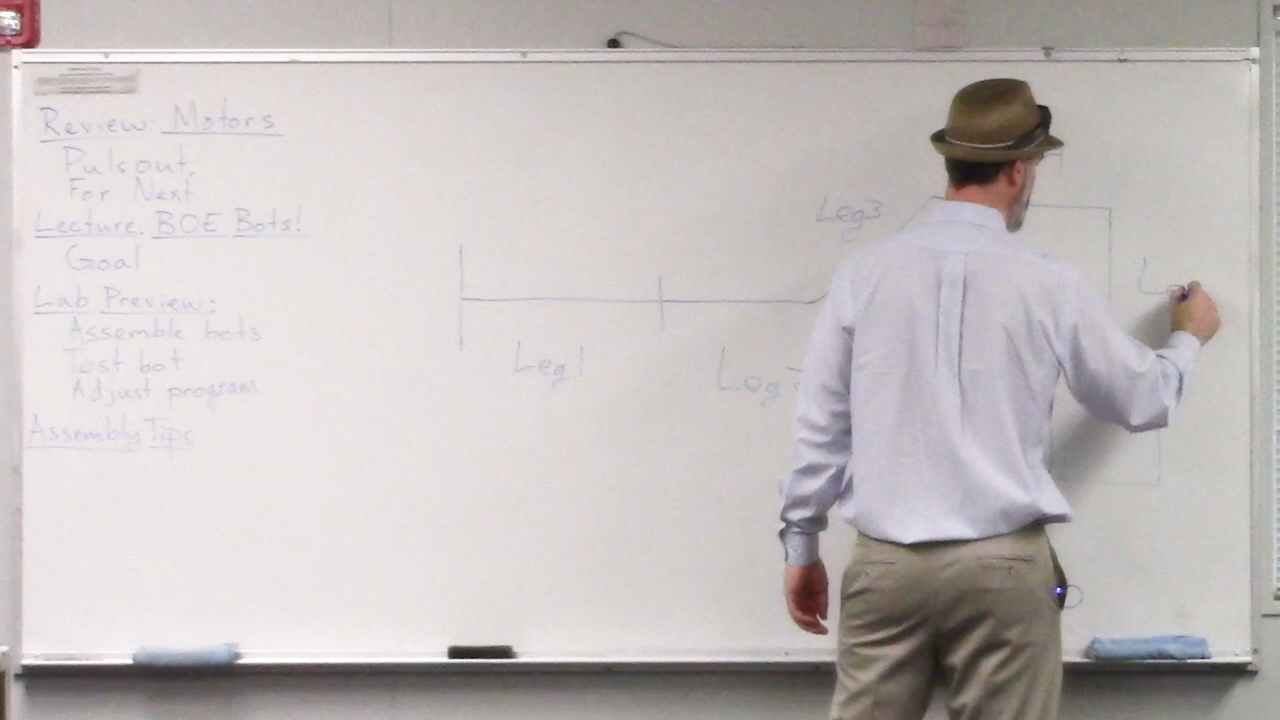 Review: Motors
Pulsout,
For Next
Lecture: BOE Bots!
Goal
Lab Preview:
Assemble bots
Test bot
Adjust program
Assembly Tips
Leg3
Leg1
Leg
L